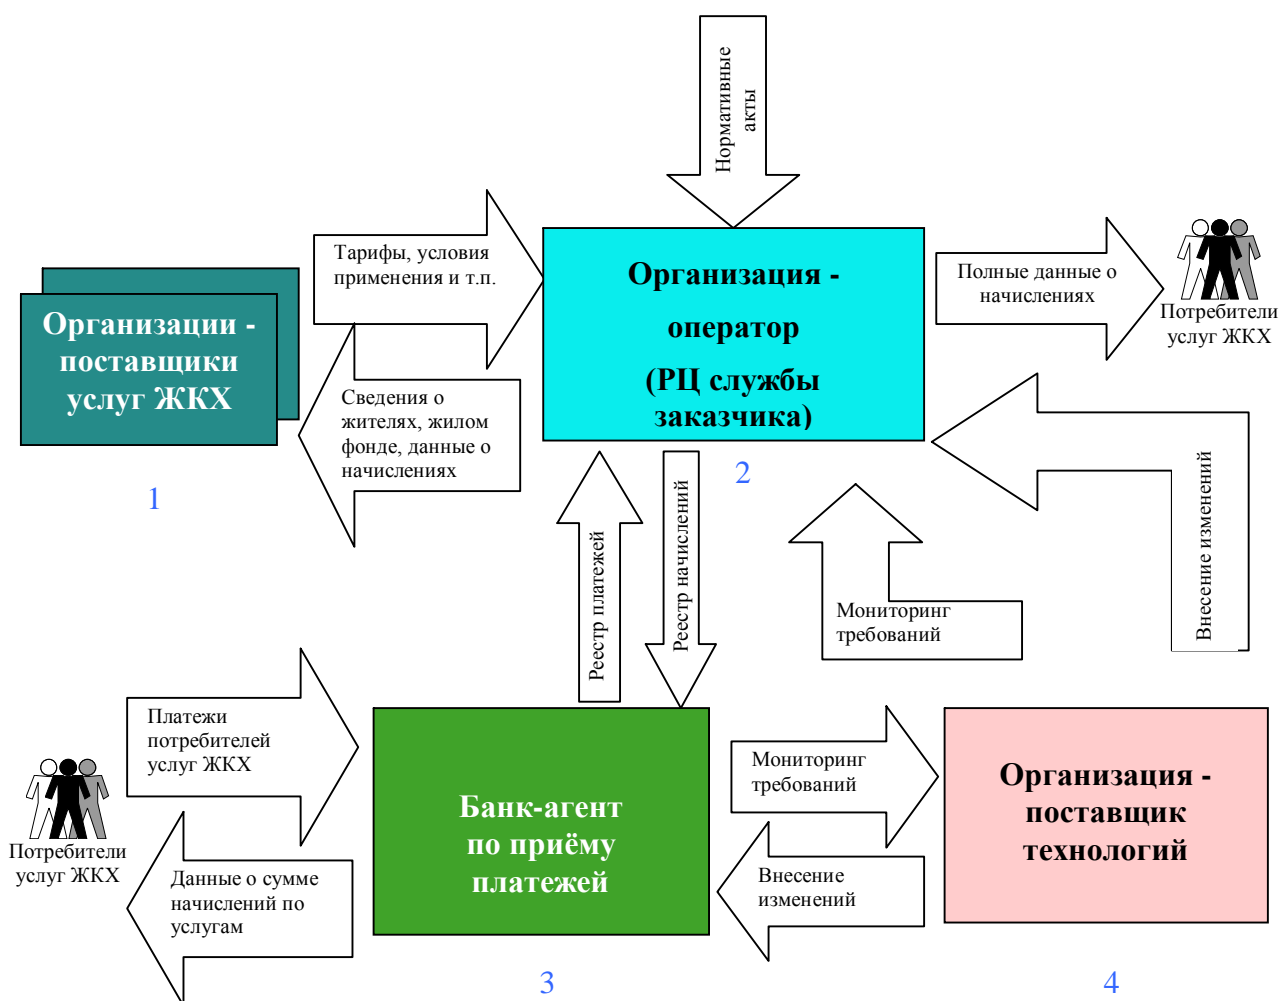 Нормативные
акты
Тарифы, условия
применения и т.п.
Организация -
оператор
(РЦ службы
заказчика)
Полные данные о
начислениях
Потребители
услуг ЖКХ
Организации -
поставщики
услуг ЖКХ
Сведения о
жителях, жилом
фонде, данные о
начислениях
1
2
Реестр платежей
Реестр начислений
Мониторинг
требований
Внесение изменений
Платежи
потребителей
услуг ЖКХ
Потребители
услуг ЖКХ
Данные о сумме
начислений по
услугам
Банк-агент
по приёму
платежей
Мониторинг
требований
Внесение
изменений
Организация -
поставщик
технологий
3
4